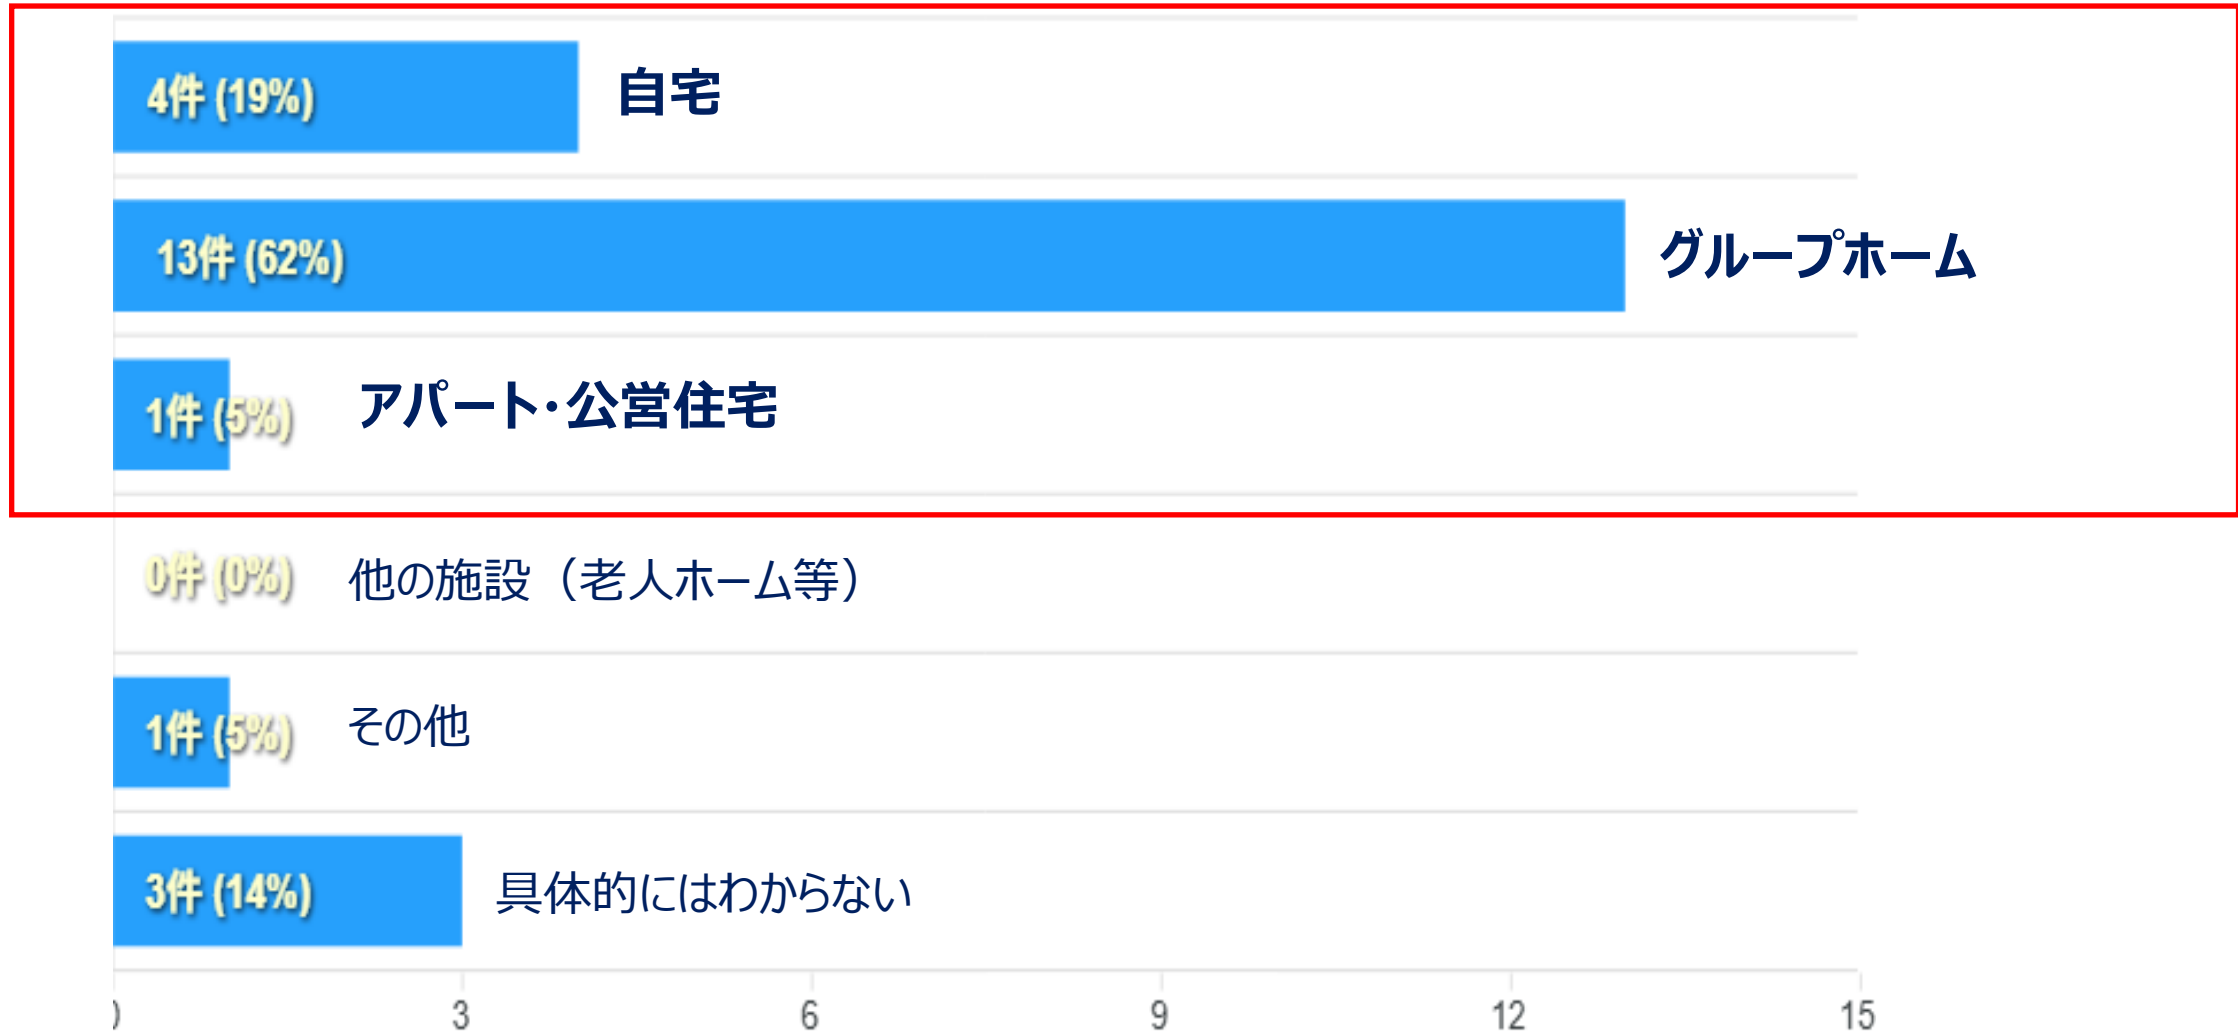 4件 (19%) 自宅
13件 (62%) グループホーム
1件 (5%) アパート・公営住宅
0件 (0%) 他の施設（老人ホーム等）
1件 (5%) その他
3件 (14%) 具体的にはわからない
0 3 6 9 12 15